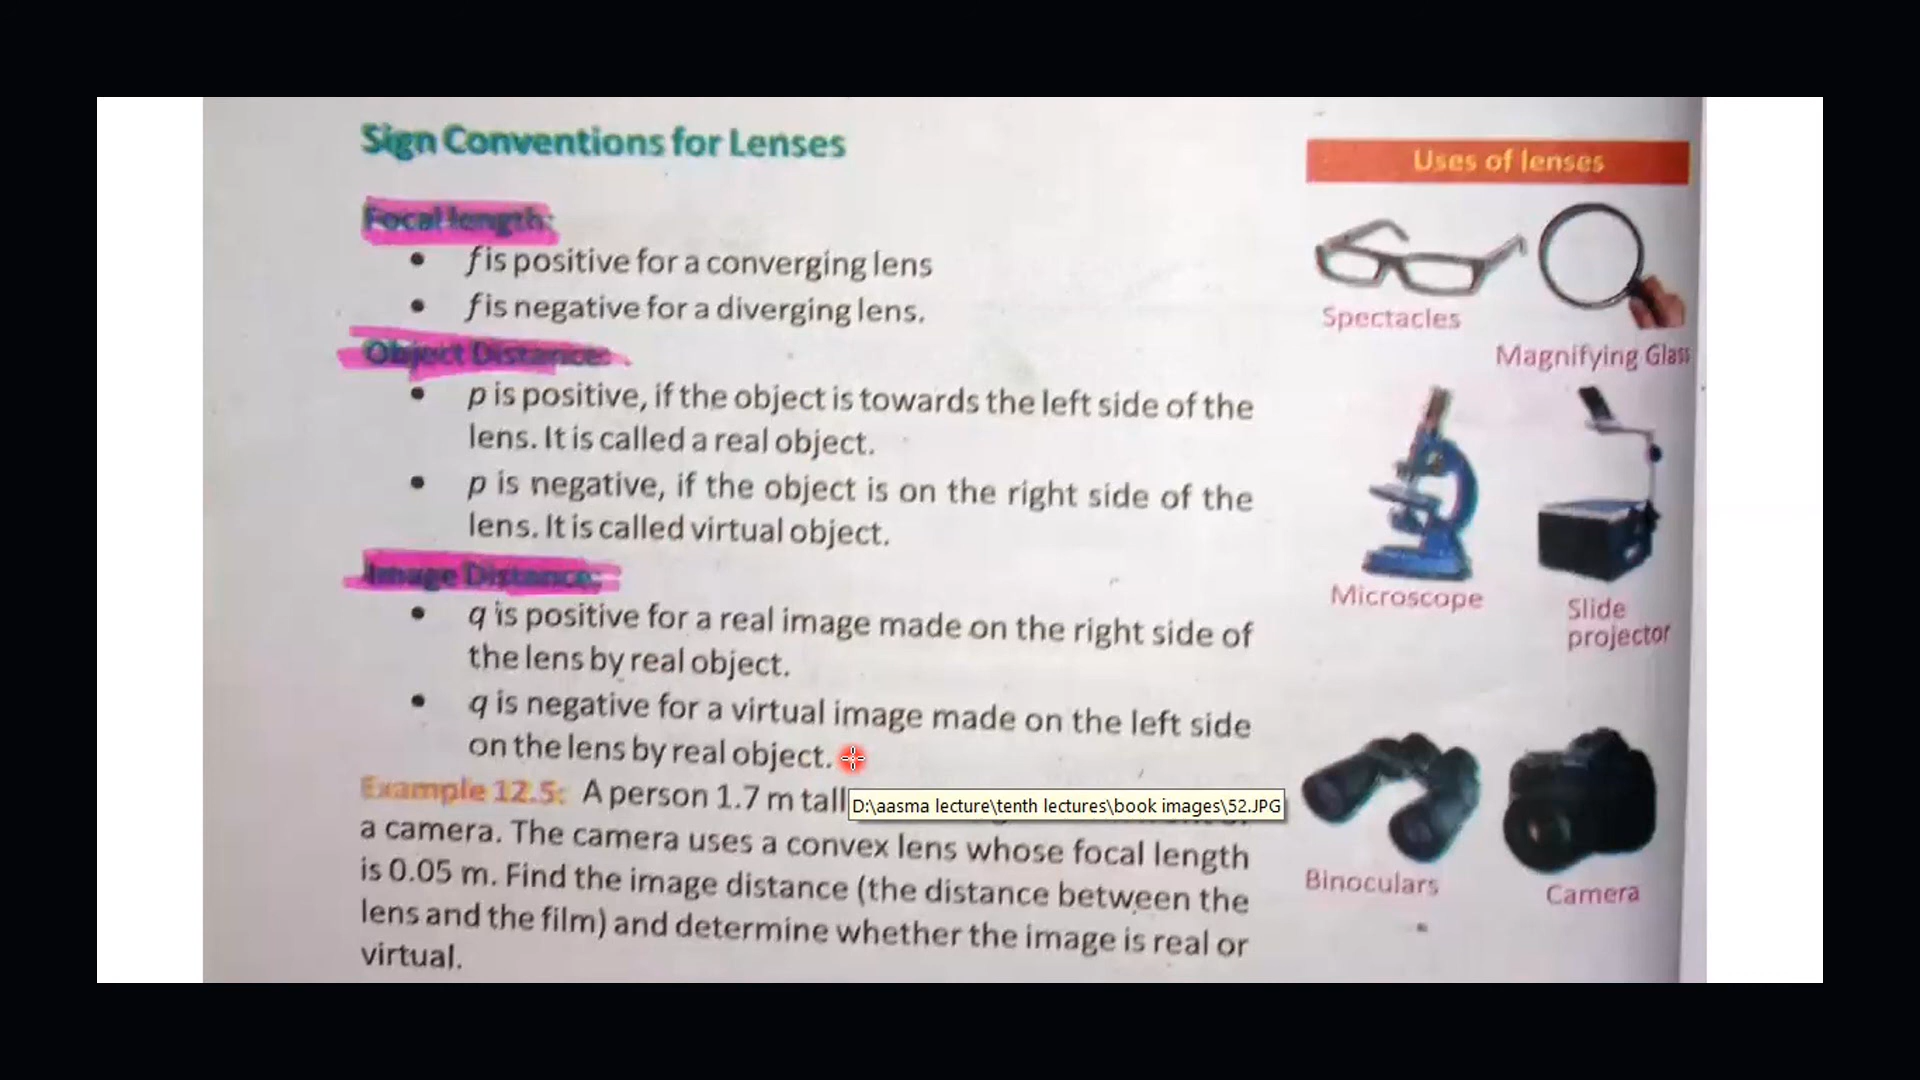 Sign Conventions for Lenses
Focal length:
• f is positive for a converging lens
• f is negative for a diverging lens.
Object Distance:
• p is positive, if the object is towards the left side of the
lens. It is called a real object.
• p is negative, if the object is on the right side of the
lens. It is called virtual object.
Image Distance:
• q is positive for a real image made on the right side of
the lens by real object.
• q is negative for a virtual image made on the left side
on the lens by real object.
Example 12.5: A person 1.7 m tall
D:\aasma lecture\tenth lectures\book images\52.JPG
a camera. The camera uses a convex lens whose focal length
is 0.05 m. Find the image distance (the distance between the
lens and the film) and determine whether the image is real or
virtual.
Uses of lenses
Spectacles
Magnifying Glass
Microscope
Slide
projector
Binoculars
Camera